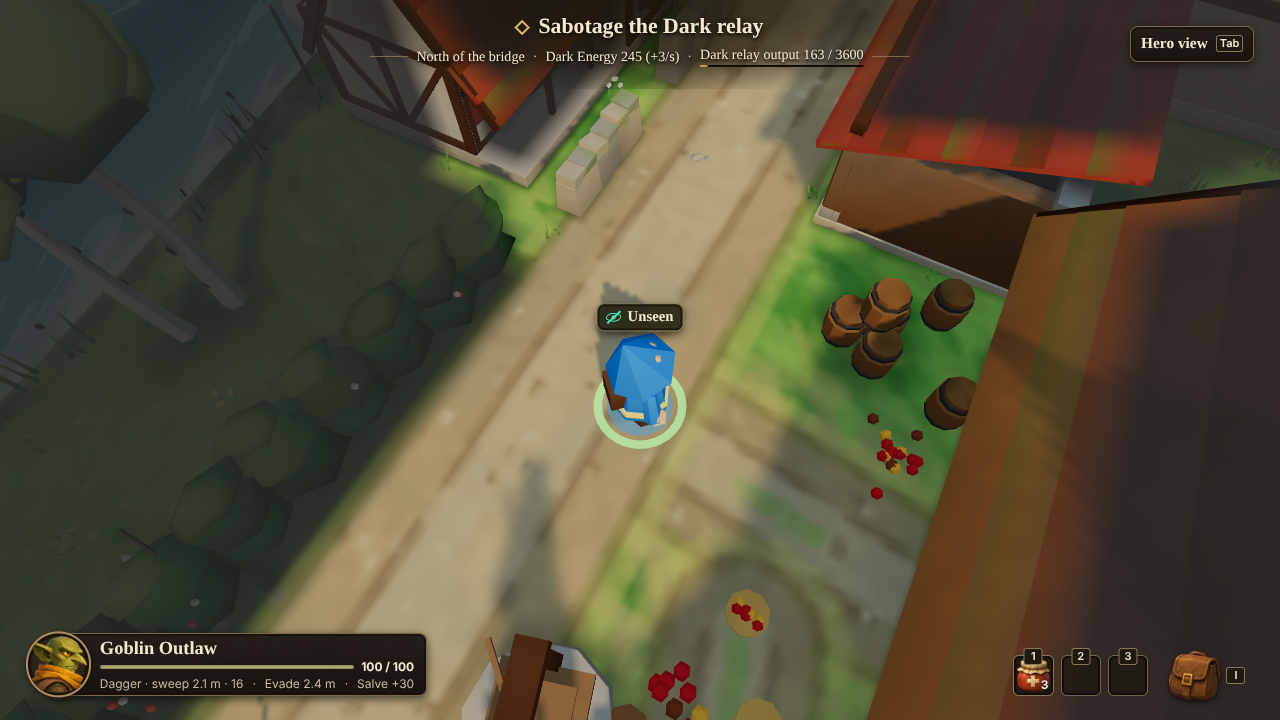 Sabotage the Dark relay
North of the bridge · Dark Energy 245 (+3/s) · Dark relay output 163 / 3600
Hero view Tab
Unseen
Goblin Outlaw
100 / 100
Dagger · sweep 2.1 m · 16 · Evade 2.4 m · Salve +30
1 2 3
3
I